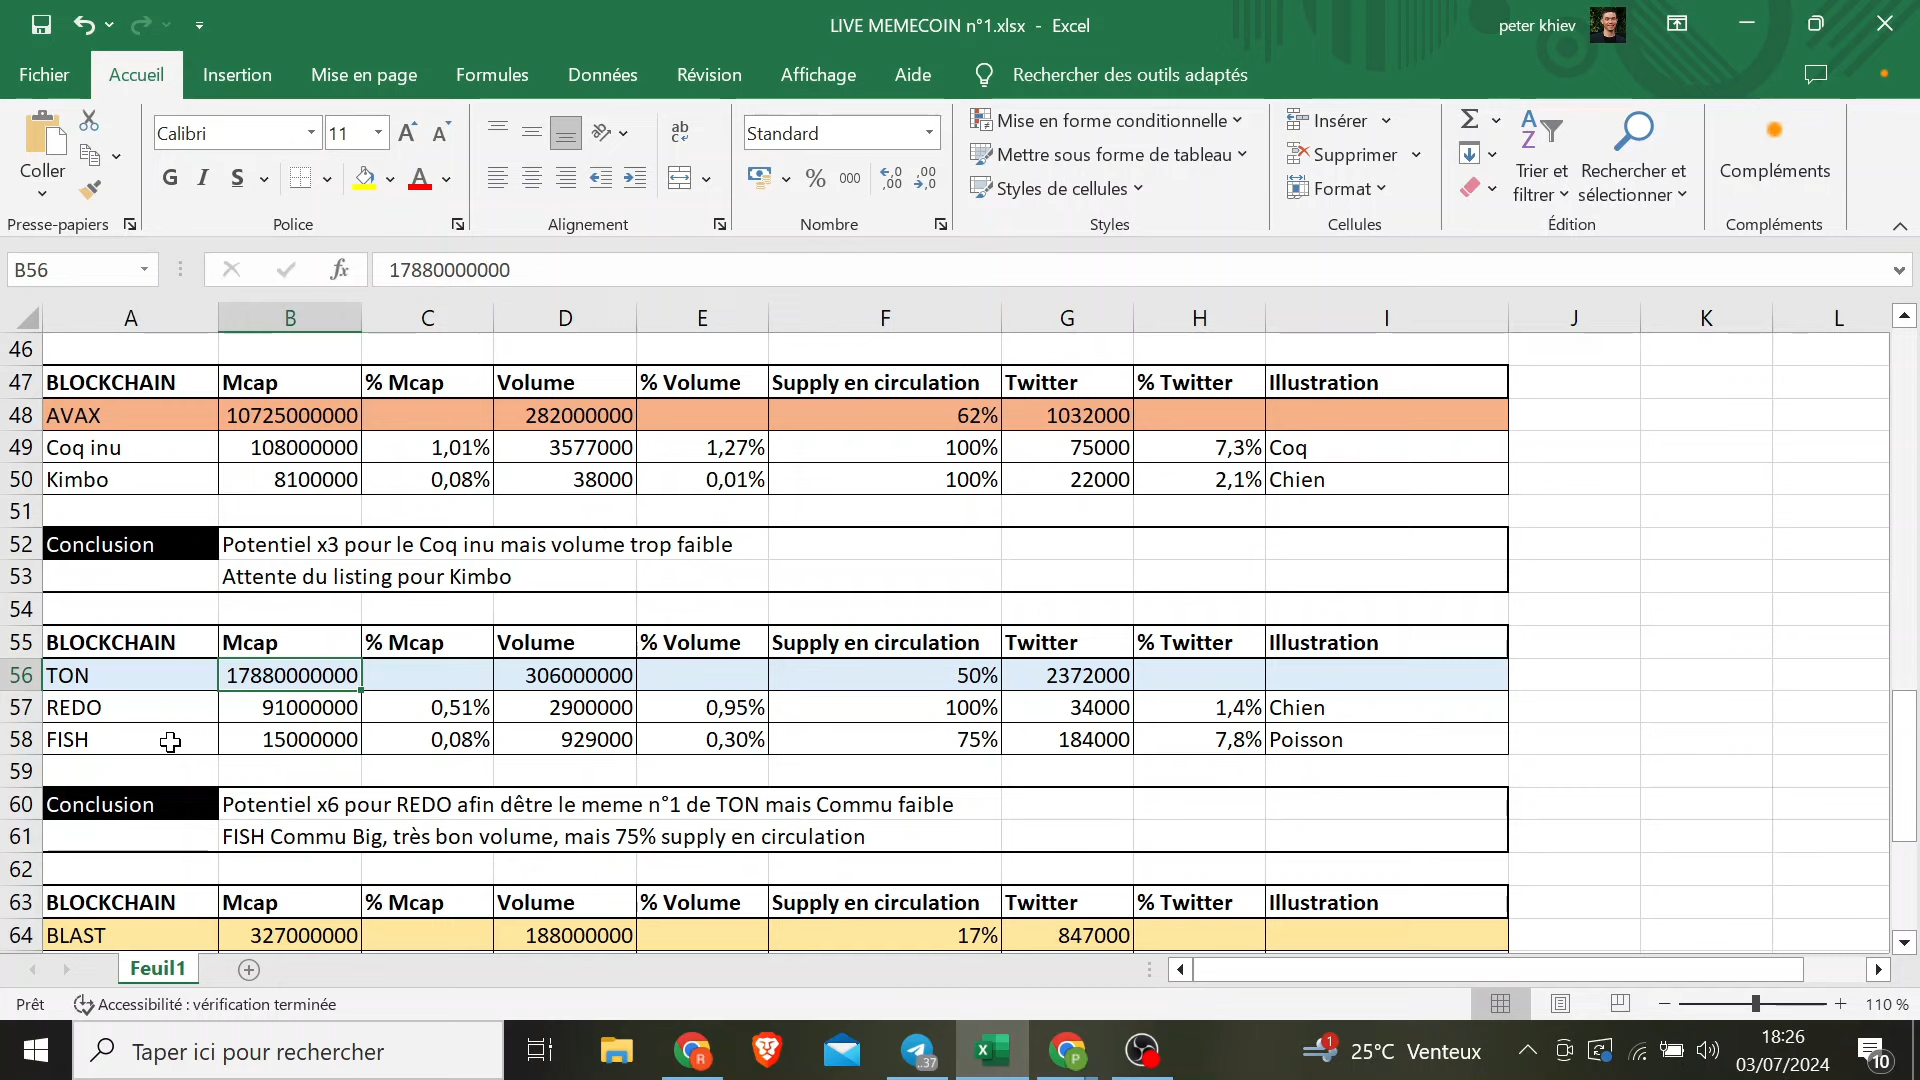 LIVE MEMECOIN n°1.xlsx - Excel
peter khiev
Fichier Accueil Insertion Mise en page Formules Données Révision Affichage Aide Rechercher des outils adaptés
Coller
Presse-papiers
Calibri 11
G I S A
Police
ab
Alignement
Standard
% 000
Nombre
Mise en forme conditionnelle
Mettre sous forme de tableau
Styles de cellules
Styles
Insérer
Supprimer
Format
Cellules
Trier et filtrer
Rechercher et sélectionner
Édition
Compléments
Compléments
B56 fx 17880000000
A B C D E F G H I J K L
46
47 BLOCKCHAIN Mcap % Mcap Volume % Volume Supply en circulation Twitter % Twitter Illustration
48 AVAX 10725000000 282000000 62% 1032000
49 Coq inu 108000000 1,01% 3577000 1,27% 100% 75000 7,3% Coq
50 Kimbo 8100000 0,08% 38000 0,01% 100% 22000 2,1% Chien
51
52 Conclusion Potentiel x3 pour le Coq inu mais volume trop faible
53 Attente du listing pour Kimbo
54
55 BLOCKCHAIN Mcap % Mcap Volume % Volume Supply en circulation Twitter % Twitter Illustration
56 TON 17880000000 306000000 50% 2372000
57 REDO 91000000 0,51% 2900000 0,95% 100% 34000 1,4% Chien
58 FISH 15000000 0,08% 929000 0,30% 75% 184000 7,8% Poisson
59
60 Conclusion Potentiel x6 pour REDO afin dêtre le meme n°1 de TON mais Commu faible
61 FISH Commu Big, très bon volume, mais 75% supply en circulation
62
63 BLOCKCHAIN Mcap % Mcap Volume % Volume Supply en circulation Twitter % Twitter Illustration
64 BLAST 327000000 188000000 17% 847000
Feuil1
Prêt Accessibilité : vérification terminée 110 %
Taper ici pour rechercher
..37
1
25°C Venteux
18:26
03/07/2024
10